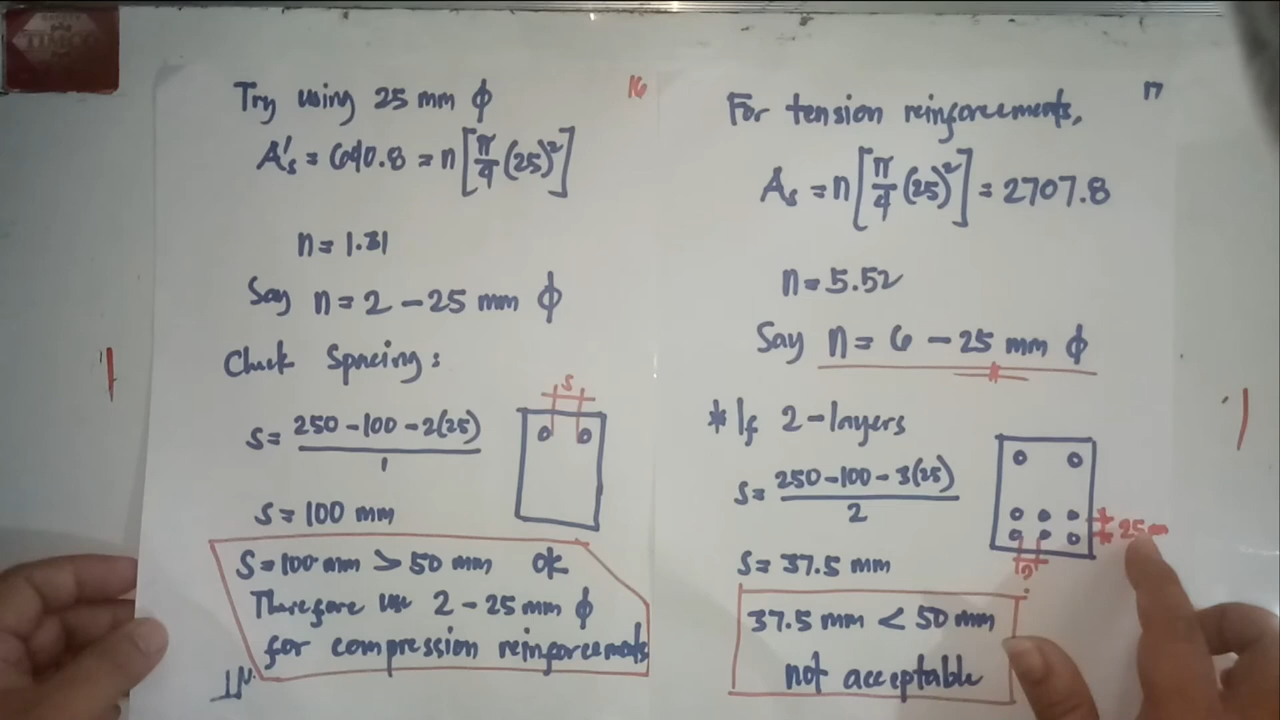 16
Try using 25 mm ϕ
A's = 640.8 = n[π/4 (25)²]
n = 1.31
Say n = 2 – 25 mm ϕ
Check Spacing:
S = (250 – 100 – 2(25))/1
S = 100 mm
S
S = 100 mm > 50 mm OK
Therefore use 2 – 25 mm ϕ
for compression reinforcements
17
For tension reinforcements,
As = n[π/4 (25)²] = 2707.8
n = 5.52
Say n = 6 – 25 mm ϕ
* If 2-layers
S = (250 – 100 – 3(25))/2
S = 37.5 mm
25 m
37.5 mm < 50 mm
not acceptable